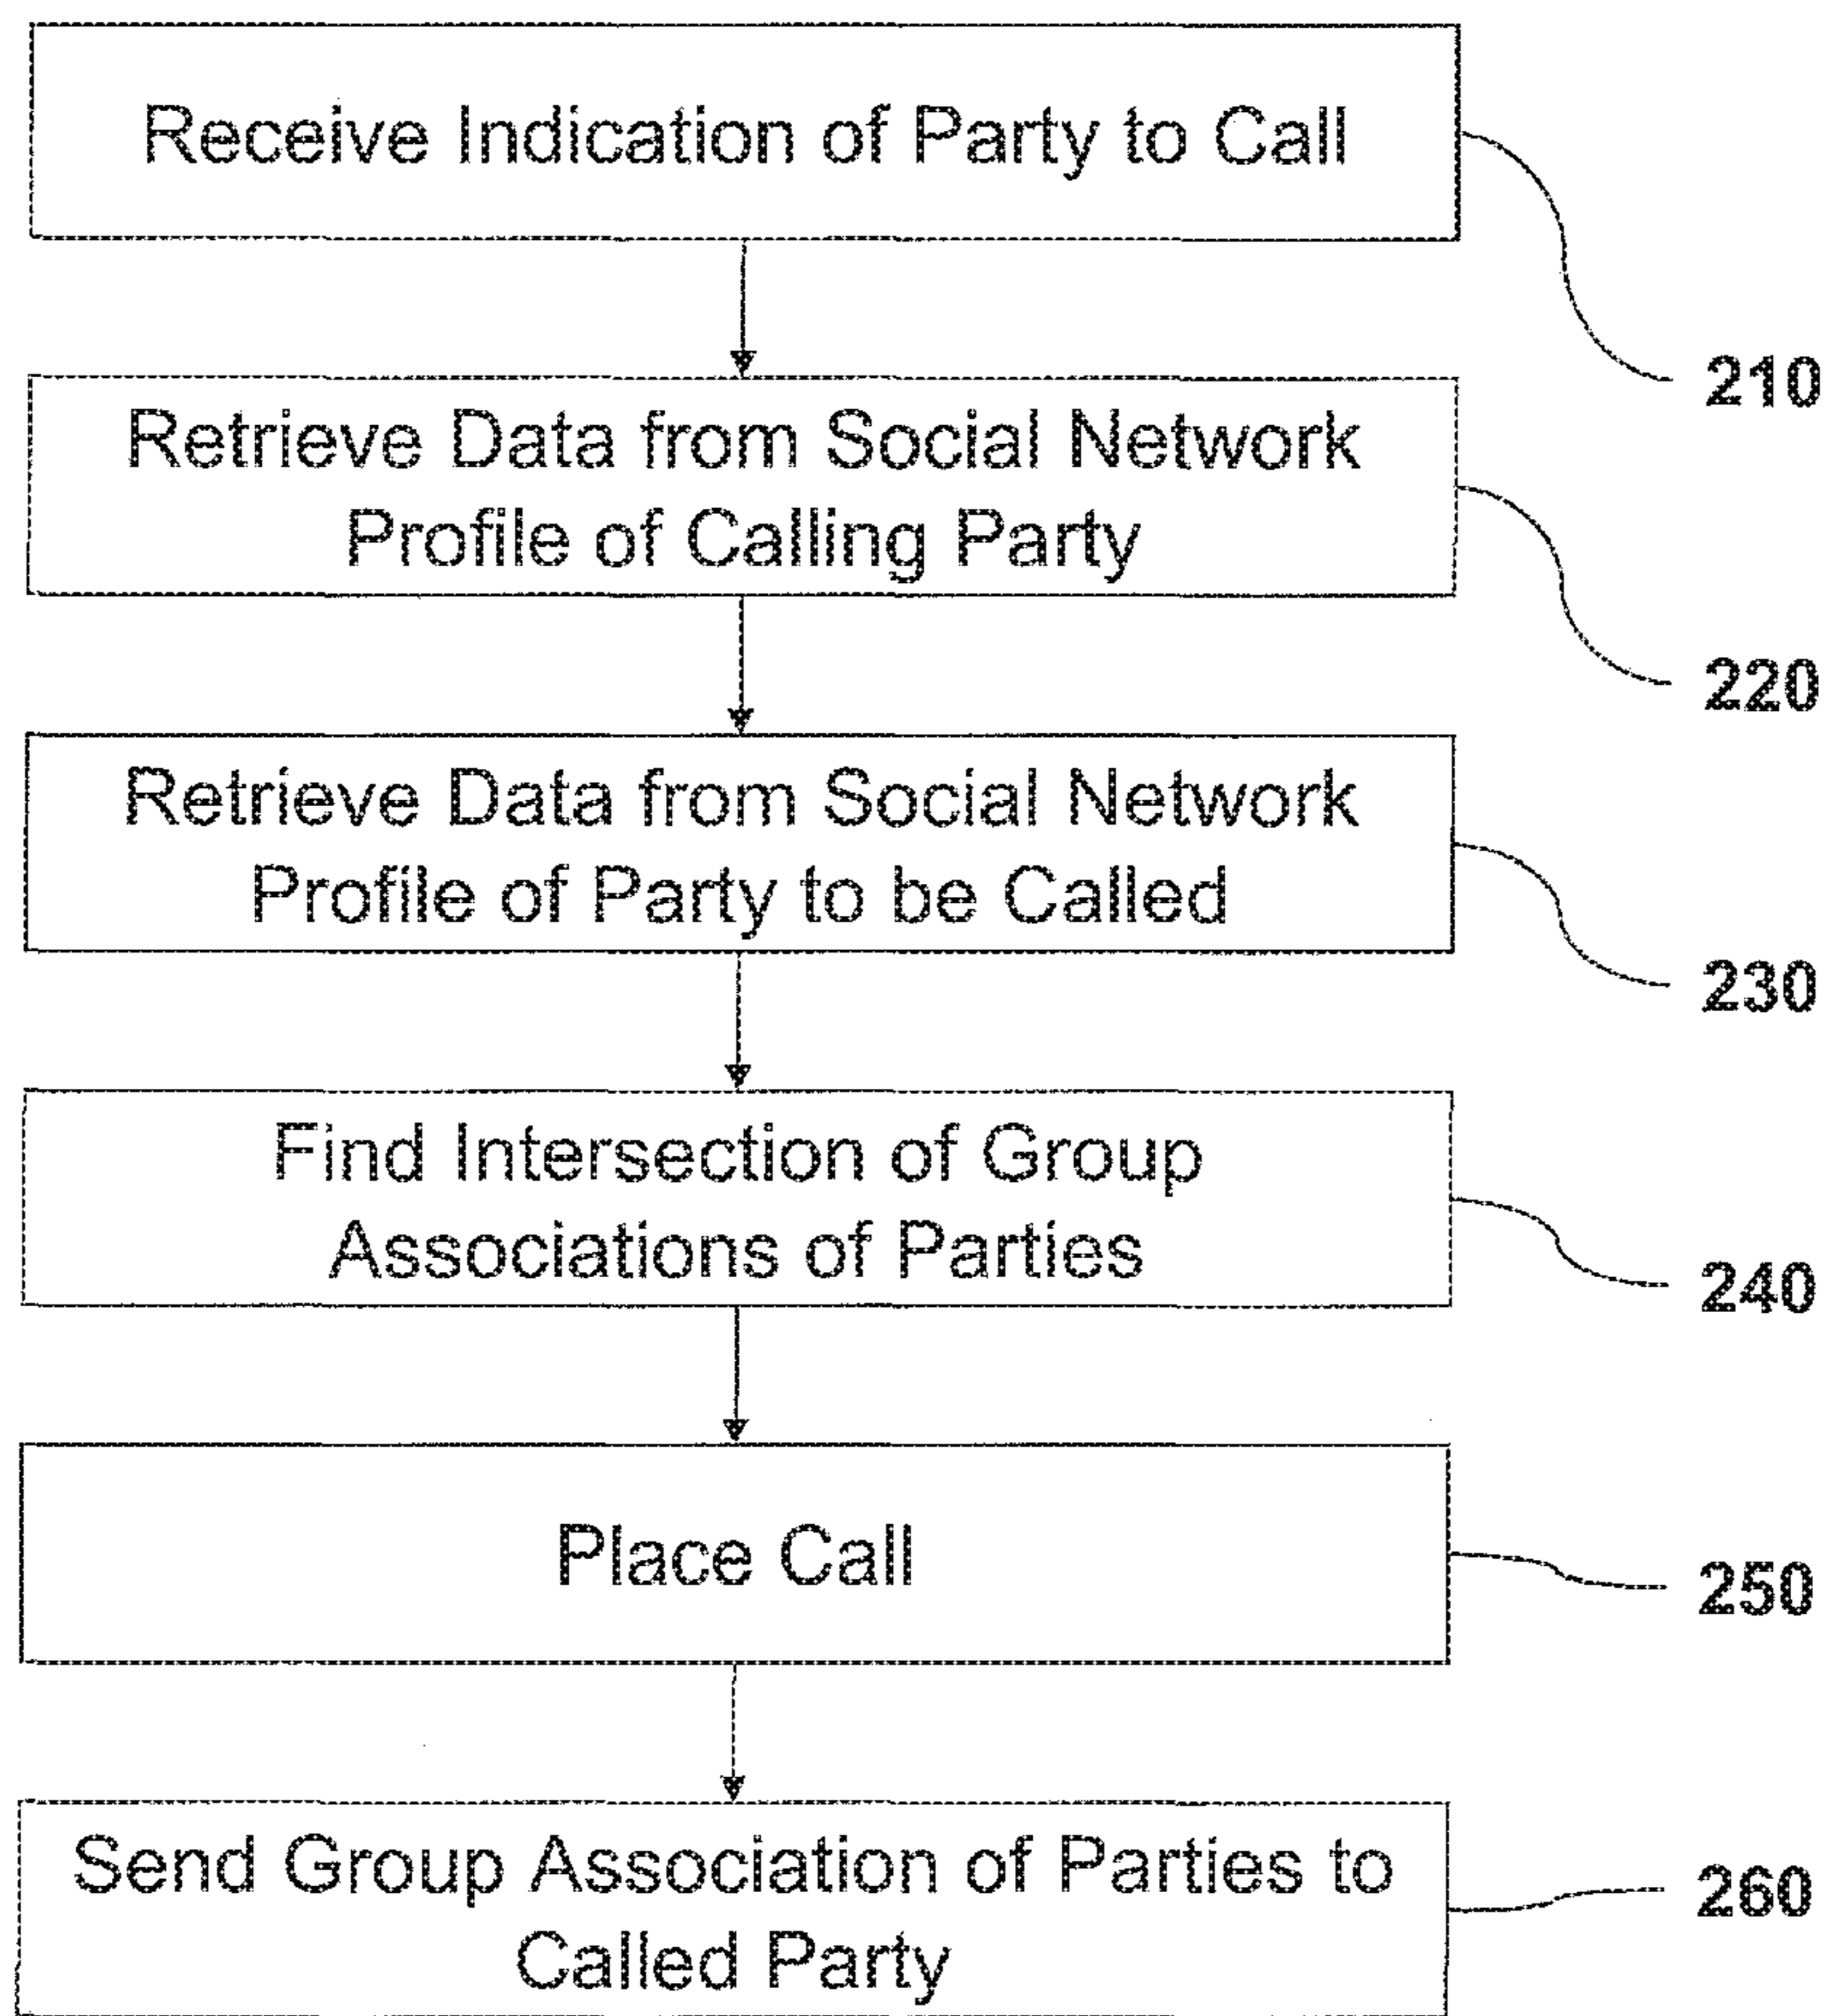 Receive Indication of Party to Call
210
Retrieve Data from Social Network
Profile of Calling Party
220
Retrieve Data from Social Network
Profile of Party to be Called
230
Find Intersection of Group
Associations of Parties
240
Place Call
250
Send Group Association of Parties to
Called Party
260